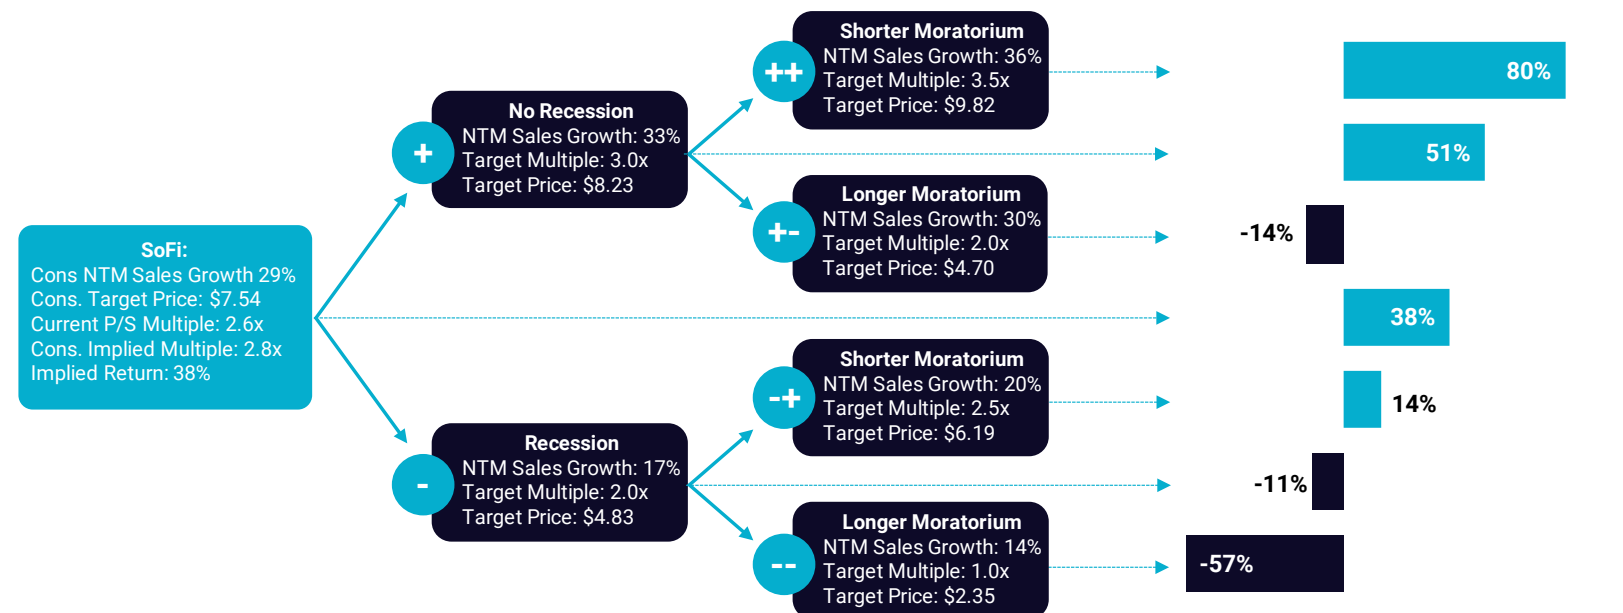 SoFi:
Cons NTM Sales Growth 29%
Cons. Target Price: $7.54
Current P/S Multiple: 2.6x
Cons. Implied Multiple: 2.8x
Implied Return: 38%
+
No Recession
NTM Sales Growth: 33%
Target Multiple: 3.0x
Target Price: $8.23
-
Recession
NTM Sales Growth: 17%
Target Multiple: 2.0x
Target Price: $4.83
++
Shorter Moratorium
NTM Sales Growth: 36%
Target Multiple: 3.5x
Target Price: $9.82
+-
Longer Moratorium
NTM Sales Growth: 30%
Target Multiple: 2.0x
Target Price: $4.70
-+
Shorter Moratorium
NTM Sales Growth: 20%
Target Multiple: 2.5x
Target Price: $6.19
--
Longer Moratorium
NTM Sales Growth: 14%
Target Multiple: 1.0x
Target Price: $2.35
80%
51%
-14%
38%
14%
-11%
-57%